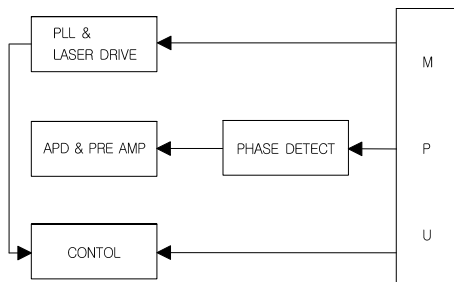 PLL &
LASER DRIVE
M
APD & PRE AMP
PHASE DETECT
P
CONTOL
U